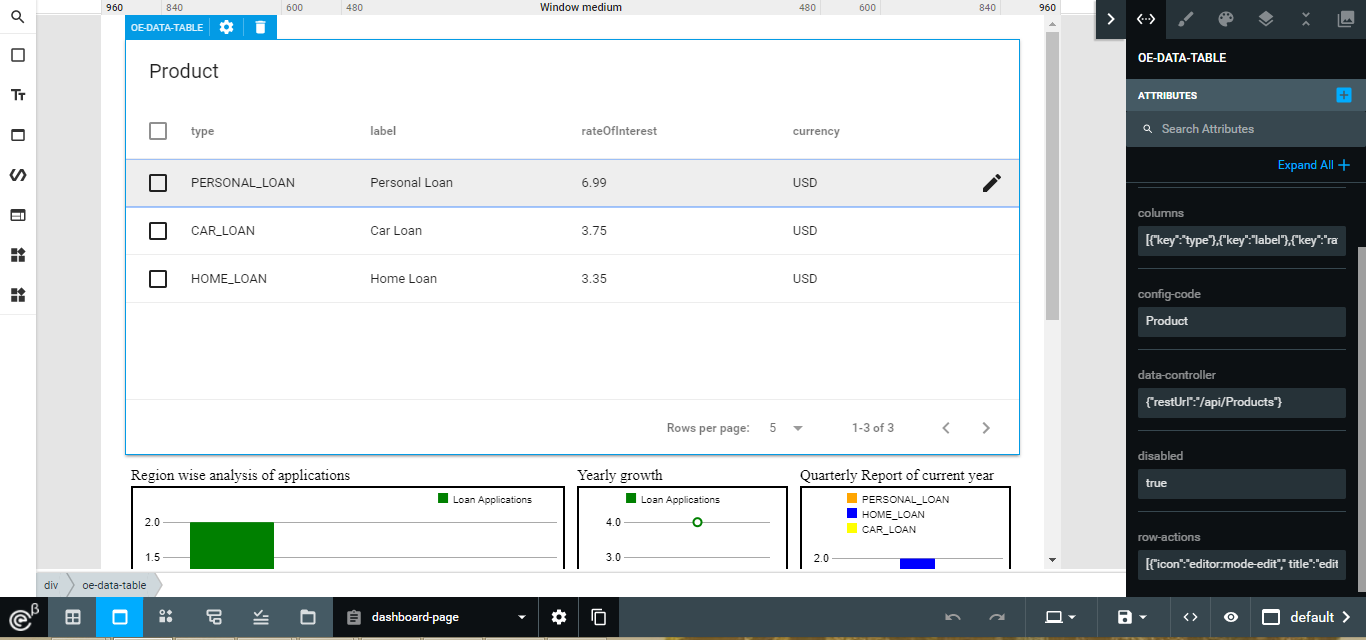 960 840 600 480 Window medium 480 600 840 960
OE-DATA-TABLE
Product
type label rateOfInterest currency
PERSONAL_LOAN Personal Loan 6.99 USD
CAR_LOAN Car Loan 3.75 USD
HOME_LOAN Home Loan 3.35 USD
Rows per page: 5 1-3 of 3
Region wise analysis of applications
Loan Applications
2.0
1.5
Yearly growth
Loan Applications
4.0
3.0
Quarterly Report of current year
PERSONAL_LOAN
HOME_LOAN
CAR_LOAN
2.0
div oe-data-table
OE-DATA-TABLE
ATTRIBUTES
Search Attributes
Expand All
columns
[{"key":"type"},{"key":"label"},{"key":"ra
config-code
Product
data-controller
{"restUrl":"/api/Products"}
disabled
true
row-actions
[{"icon":"editor:mode-edit"," title":"edit
e β
dashboard-page
default